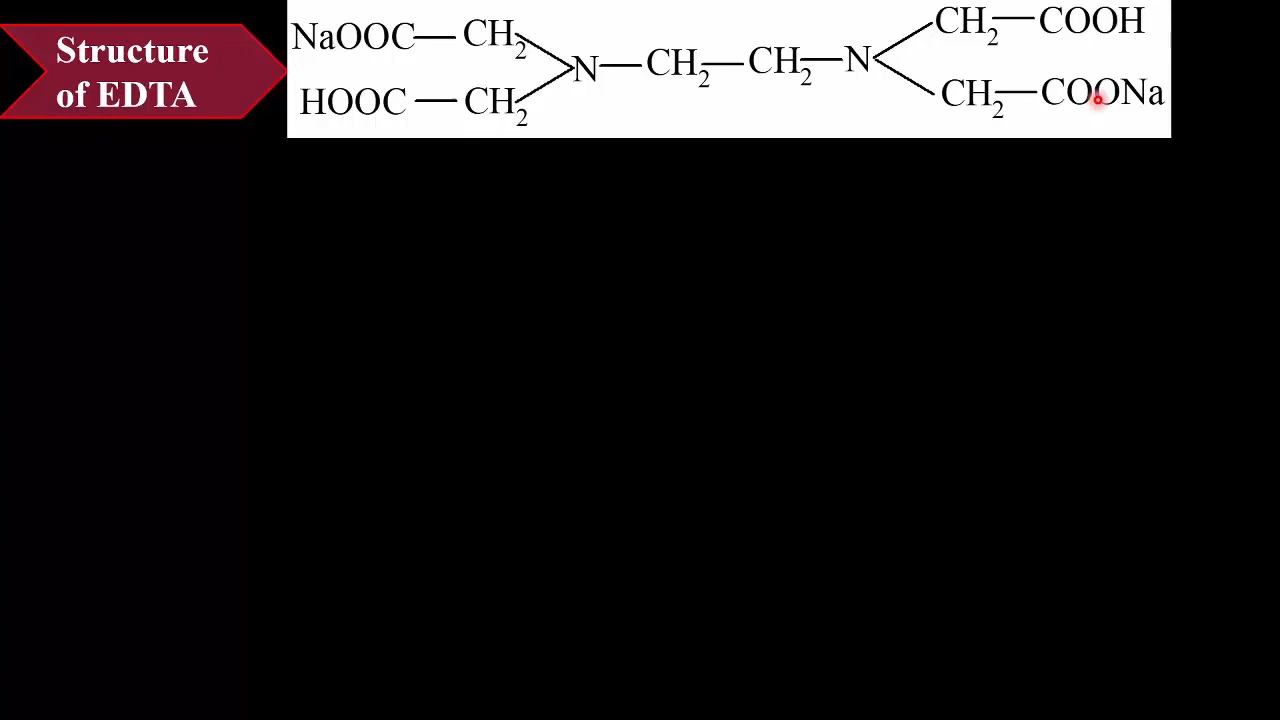 Structure
of EDTA
NaOOC—CH₂ CH₂—COOH
N—CH₂—CH₂—N
HOOC—CH₂ CH₂—COONa